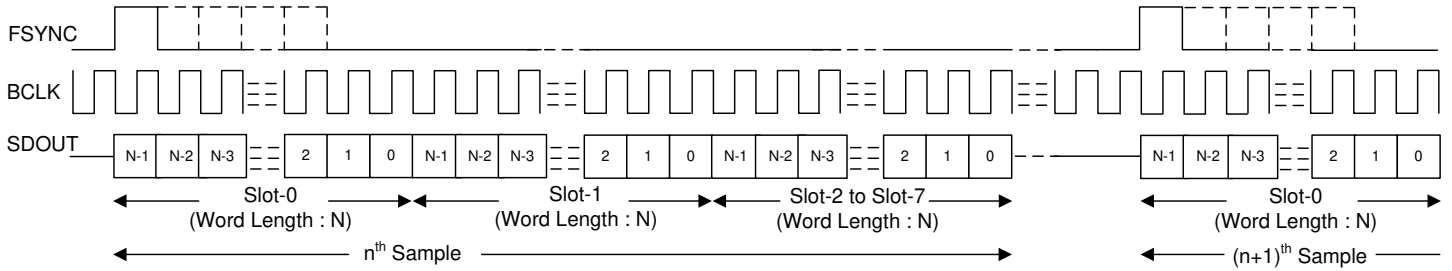 FSYNC
BCLK
SDOUT
N-1 N-2 N-3 2 1 0 N-1 N-2 N-3 2 1 0 N-1 N-2 N-3 2 1 0 N-1 N-2 N-3 2 1 0
Slot-0 Slot-1 Slot-2 to Slot-7 Slot-0
(Word Length : N) (Word Length : N) (Word Length : N) (Word Length : N)
nth Sample (n+1)th Sample